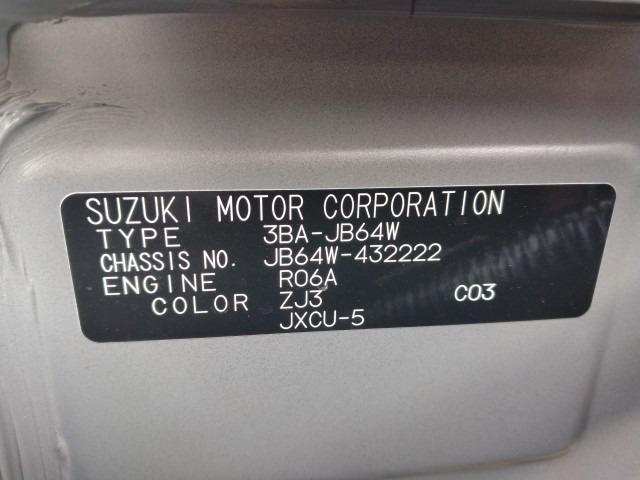 SUZUKI MOTOR CORPORATION
TYPE 3BA-JB64W
CHASSIS NO. JB64W-432222
ENGINE R06A
COLOR ZJ3 C03
JXCU-5